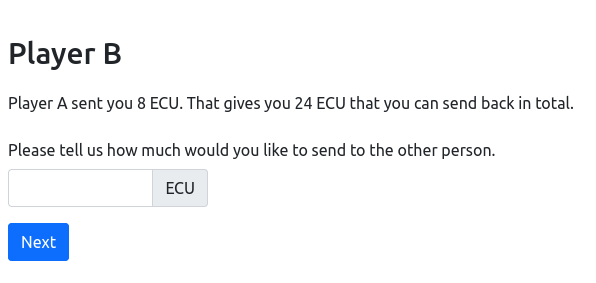 Player B
Player A sent you 8 ECU. That gives you 24 ECU that you can send back in total.
Please tell us how much would you like to send to the other person.
ECU
Next